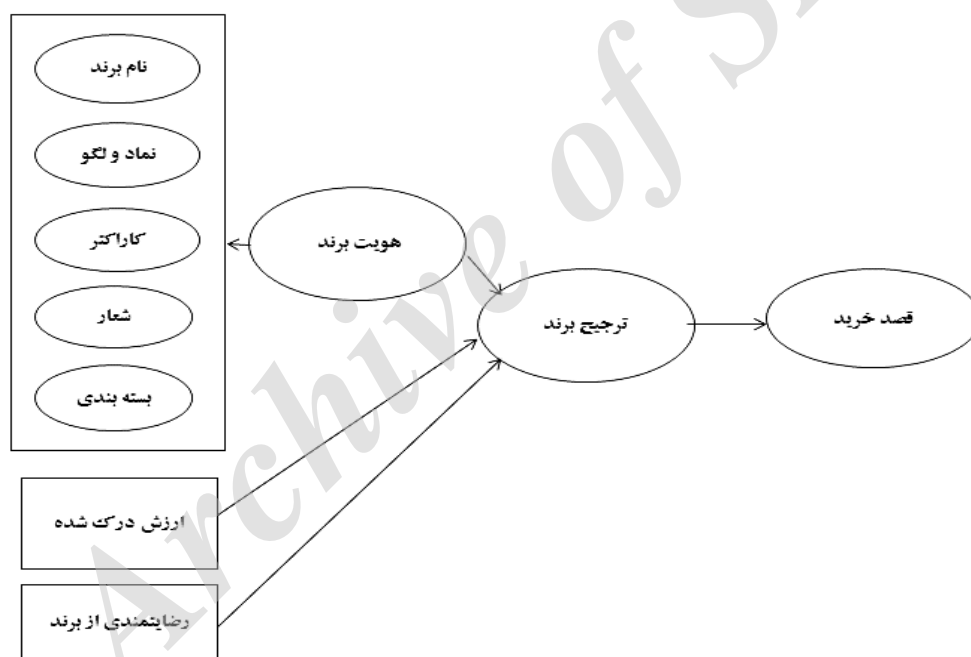 نام برند
نماد و لگو
کاراکتر
شعار
بسته بندی
هویت برند
ترجیح برند
قصد خرید
ارزش درک شده
رضایتمندی از برند
Archive of S